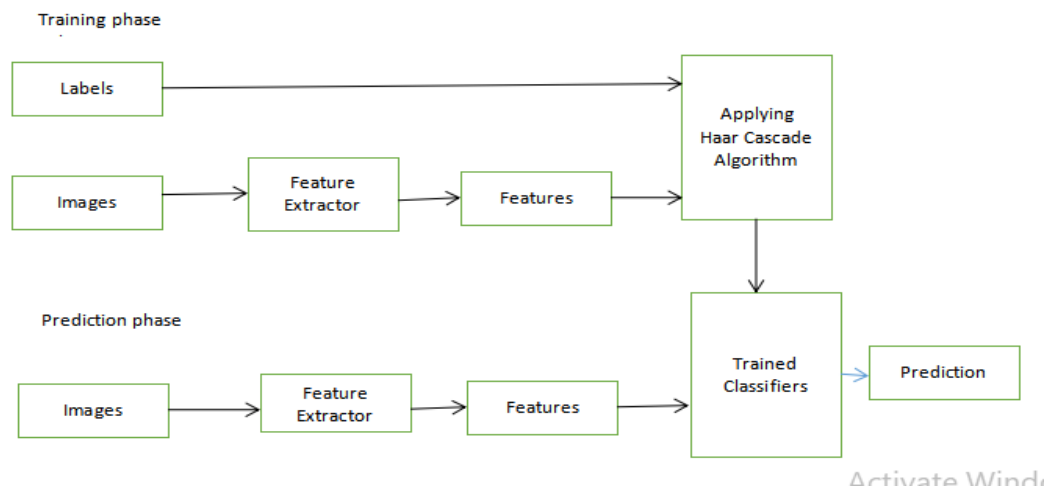 Training phase
Labels
Applying
Haar Cascade
Algorithm
Images
Feature
Extractor
Features
Prediction phase
Images
Feature
Extractor
Features
Trained
Classifiers
Prediction
Activate